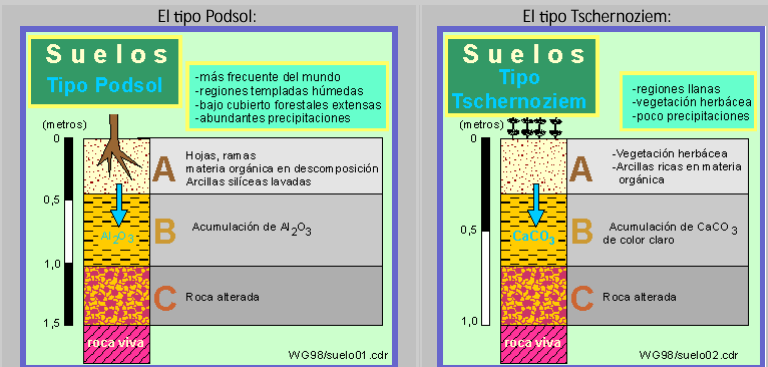 El tipo Podsol:
Suelos
Tipo Podsol
-más frecuente del mundo
-regiones templadas húmedas
-bajo cubierto forestales extensas
-abundantes precipitaciones
(metros)
0
0,5
1,0
1,5
A
Hojas, ramas
materia orgánica en descomposición
Arcillas silíceas lavadas
Al2O3
B
Acumulación de Al2O3
C
Roca alterada
roca viva
WG98/suelo01.cdr
El tipo Tschernoziem:
Suelos
Tipo
Tschernoziem
-regiones llanas
-vegetación herbácea
-poco precipitaciones
(metros)
0
0,5
1,0
A
-Vegetación herbácea
-Arcillas ricas en materia
orgánica
CaCO3
B
Acumulación de CaCO3
de color claro
C
Roca alterada
roca viva
WG98/suelo02.cdr